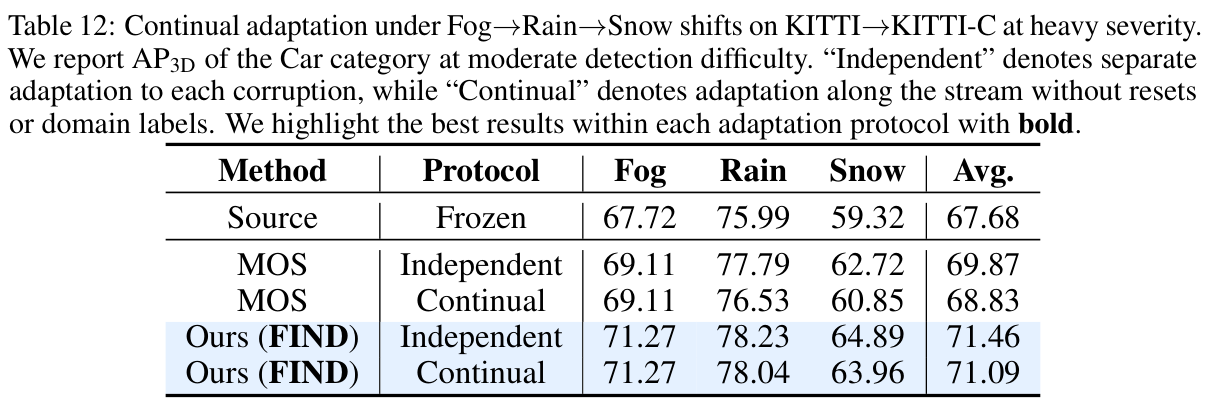 Table 12: Continual adaptation under Fog→Rain→Snow shifts on KITTI→KITTI-C at heavy severity.
We report AP3D of the Car category at moderate detection difficulty. “Independent” denotes separate
adaptation to each corruption, while “Continual” denotes adaptation along the stream without resets
or domain labels. We highlight the best results within each adaptation protocol with bold.
Method Protocol Fog Rain Snow Avg.
Source Frozen 67.72 75.99 59.32 67.68
MOS Independent 69.11 77.79 62.72 69.87
MOS Continual 69.11 76.53 60.85 68.83
Ours (FIND) Independent 71.27 78.23 64.89 71.46
Ours (FIND) Continual 71.27 78.04 63.96 71.09